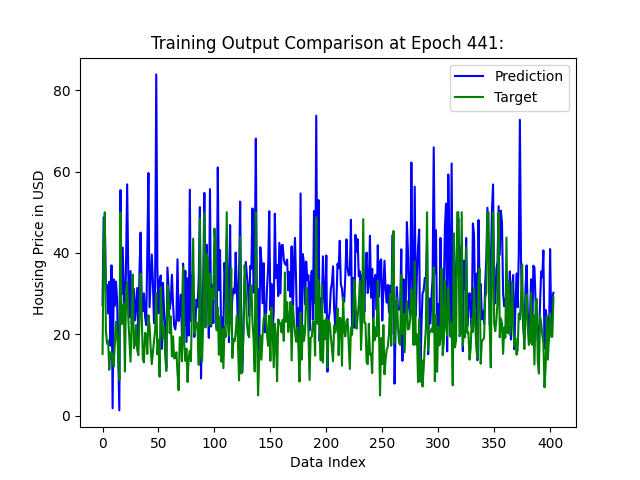 Training Output Comparison at Epoch 441:
Prediction
Target
Housing Price in USD
80
60
40
20
0
0 50 100 150 200 250 300 350 400
Data Index